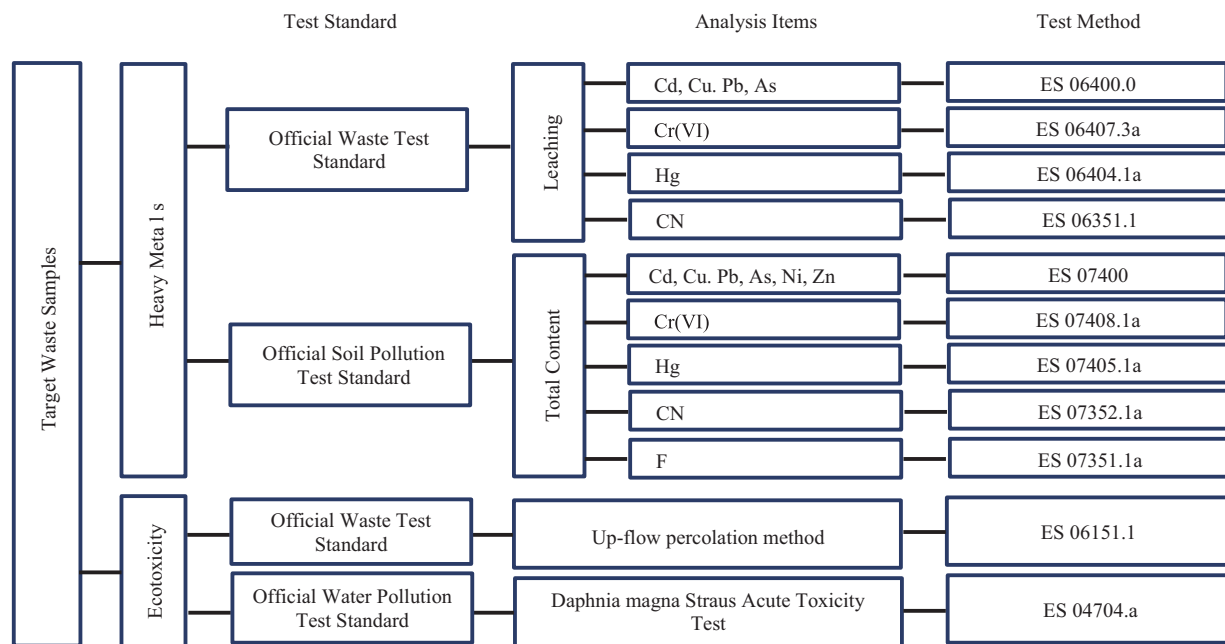 Test Standard
Analysis Items
Test Method
Target Waste Samples
Heavy Meta l s
Official Waste Test
Standard
Leaching
Cd, Cu. Pb, As
ES 06400.0
Cr(VI)
ES 06407.3a
Hg
ES 06404.1a
CN
ES 06351.1
Official Soil Pollution
Test Standard
Total Content
Cd, Cu. Pb, As, Ni, Zn
ES 07400
Cr(VI)
ES 07408.1a
Hg
ES 07405.1a
CN
ES 07352.1a
F
ES 07351.1a
Ecotoxicity
Official Waste Test
Standard
Up-flow percolation method
ES 06151.1
Official Water Pollution
Test Standard
Daphnia magna Straus Acute Toxicity
Test
ES 04704.a